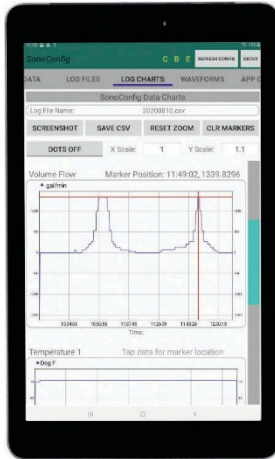 SonoConfig
C B E
REFRESH CONFIG
ABOUT
DATA
LOG FILES
LOG CHARTS
WAVEFORMS
APP C
SonoConfig Data Charts
Log File Name:
20200810.csv
SCREENSHOT
SAVE CSV
RESET ZOOM
CLR MARKERS
DOTS OFF
X Scale:
1
Y Scale:
1.1
Volume Flow
Marker Position: 11:49:02, 1339.8296
gal/min
Time:
Temperature 1
Tap data for marker location
Deg F